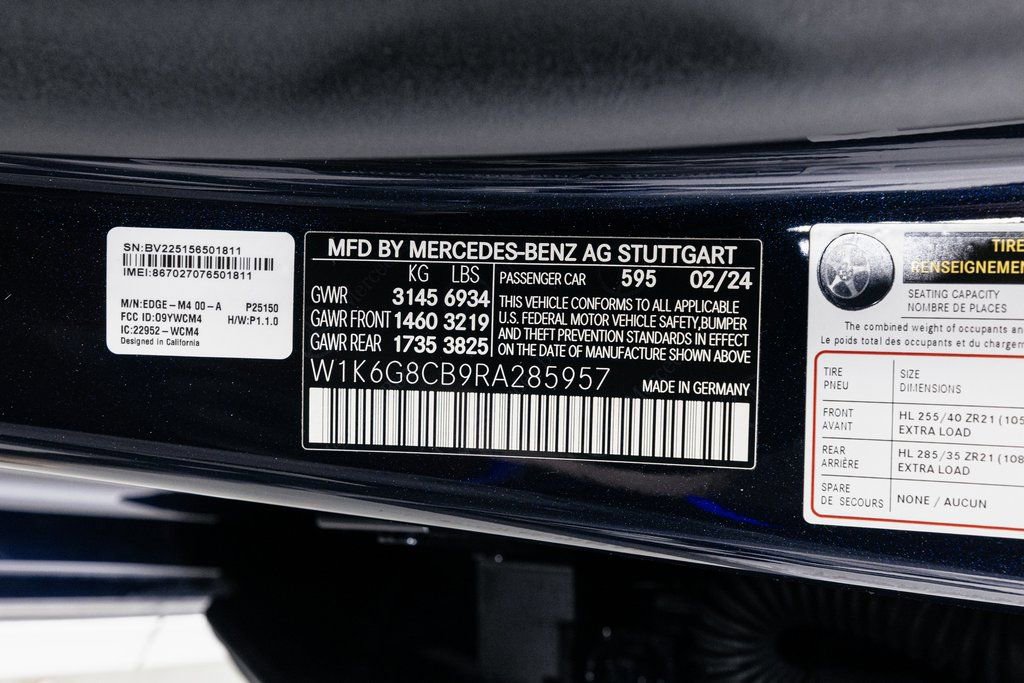 SN:BV225156501811
IMEI:867027076501811
M/N:EDGE-M4 00-A P25150
FCC ID:09YWCM4 H/W:P1.1.0
IC:22952-WCM4
Designed in California
MFD BY MERCEDES-BENZ AG STUTTGART
KG LBS
GWR 3145 6934
GAWR FRONT 1460 3219
GAWR REAR 1735 3825
PASSENGER CAR 595 02/24
THIS VEHICLE CONFORMS TO ALL APPLICABLE
U.S. FEDERAL MOTOR VEHICLE SAFETY,BUMPER
AND THEFT PREVENTION STANDARDS IN EFFECT
ON THE DATE OF MANUFACTURE SHOWN ABOVE
W1K6G8CB9RA285957 MADE IN GERMANY
TIRE
RENSEIGNEMEN
SEATING CAPACITY
NOMBRE DE PLACES
The combined weight of occupants an
Le poids total des occupants et du chargem
TIRE SIZE
PNEU DIMENSIONS
FRONT HL 255/40 ZR21 (105
AVANT EXTRA LOAD
REAR HL 285/35 ZR21 (108
ARRIÈRE EXTRA LOAD
SPARE NONE / AUCUN
DE SECOURS